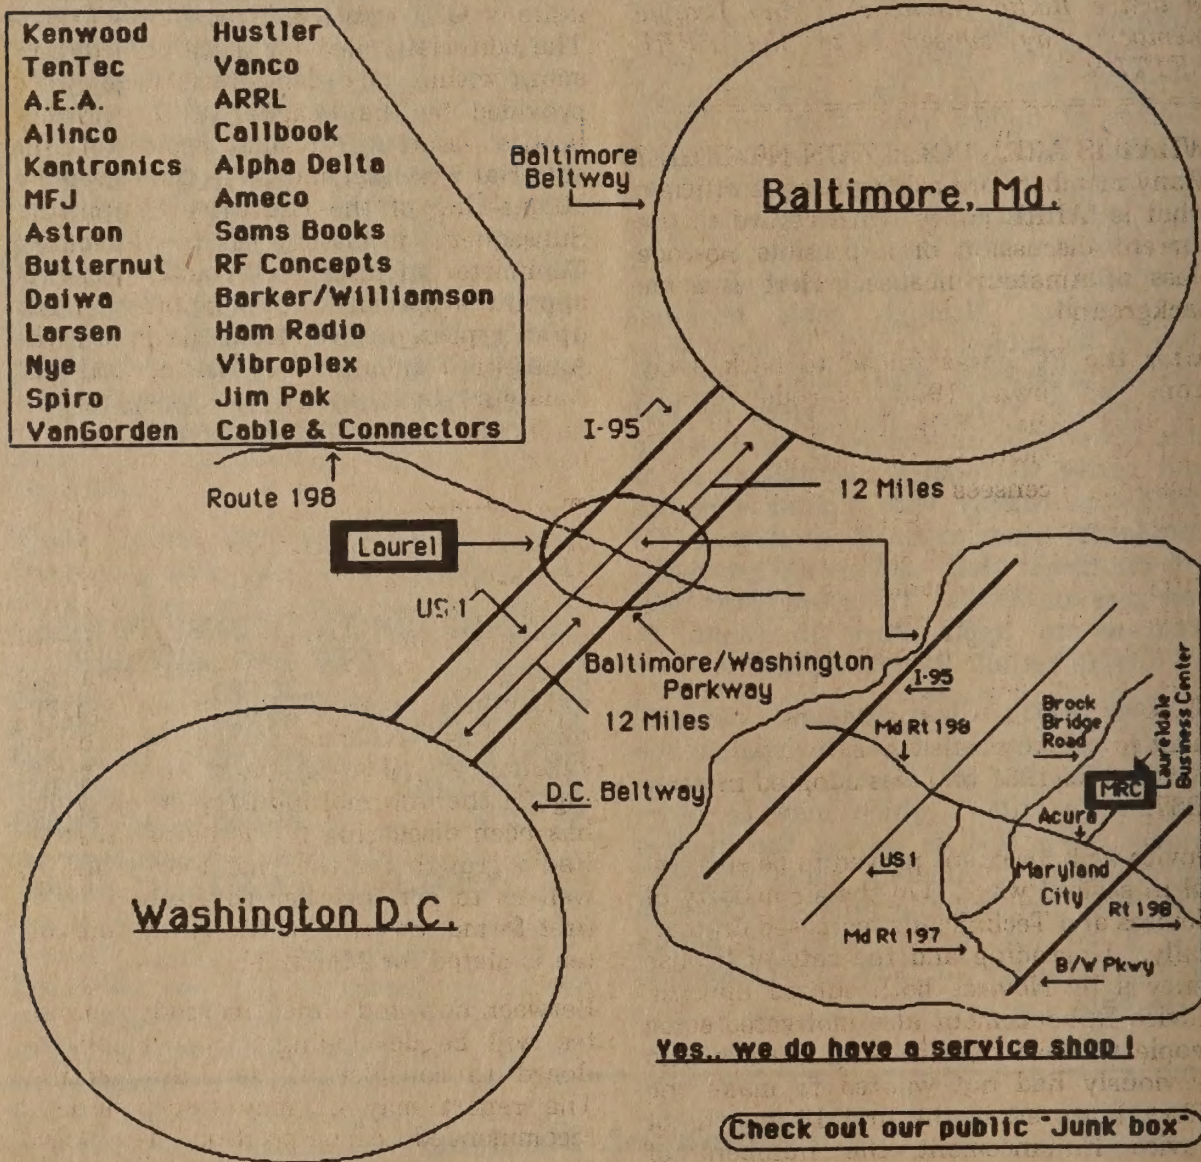 Kenwood Hustler
TenTec Vanco
A.E.A. ARRL
Alinco Callbook
Kantronics Alpha Delta
MFJ Ameco
Astron Sams Books
Butternut RF Concepts
Daiwa Barker/Williamson
Larsen Ham Radio
Nye Vibroplex
Spiro Jim Pak
VanGorden Cable & Connectors
Baltimore
Beltway
Baltimore, Md.
I-95
Route 198
12 Miles
Laurel
US 1
Baltimore/Washington
Parkway
12 Miles
D.C. Beltway
Washington D.C.
I-95
Md Rt 198
Brock
Bridge
Road
Laureldale
Business Center
MRC
Acura
US 1
Maryland
City
Rt 198
Md Rt 197
B/W Pkwy
Yes.. we do have a service shop!
Check out our public "Junk box"